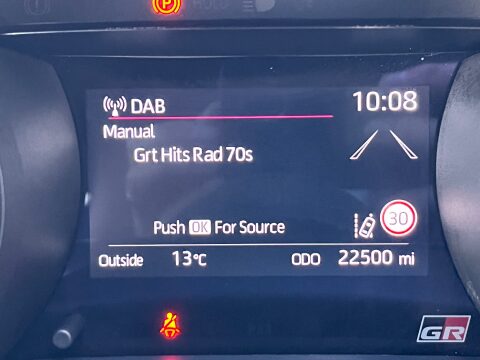 P HOLD
DAB 10:08
Manual
Grt Hits Rad 70s
Push OK For Source
30
Outside 13°C ODO 22500 mi
GR